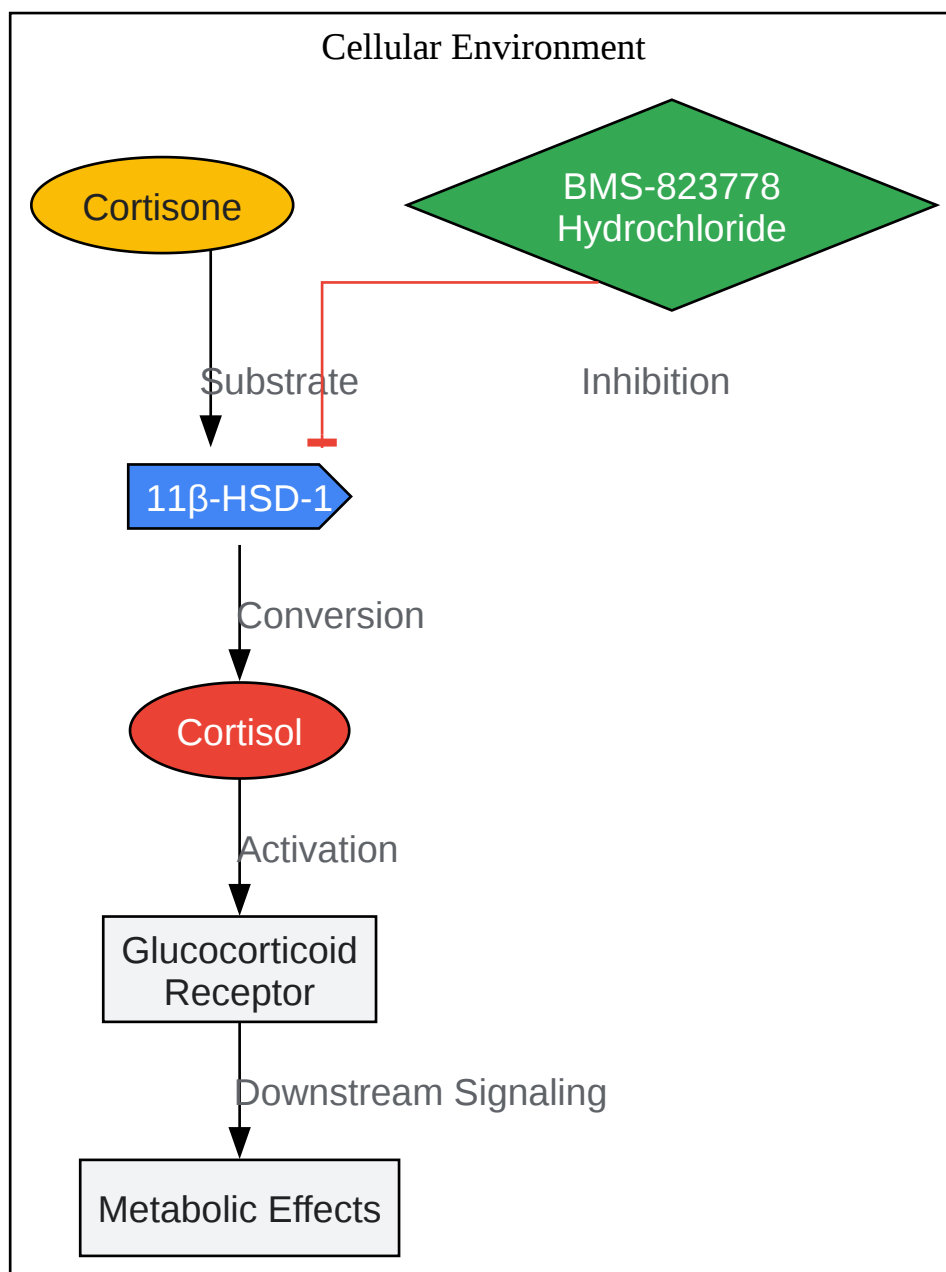 Cellular Environment
Cortisone
BMS-823778
Hydrochloride
Substrate
Inhibition
11β-HSD-1
Conversion
Cortisol
Activation
Glucocorticoid
Receptor
Downstream Signaling
Metabolic Effects